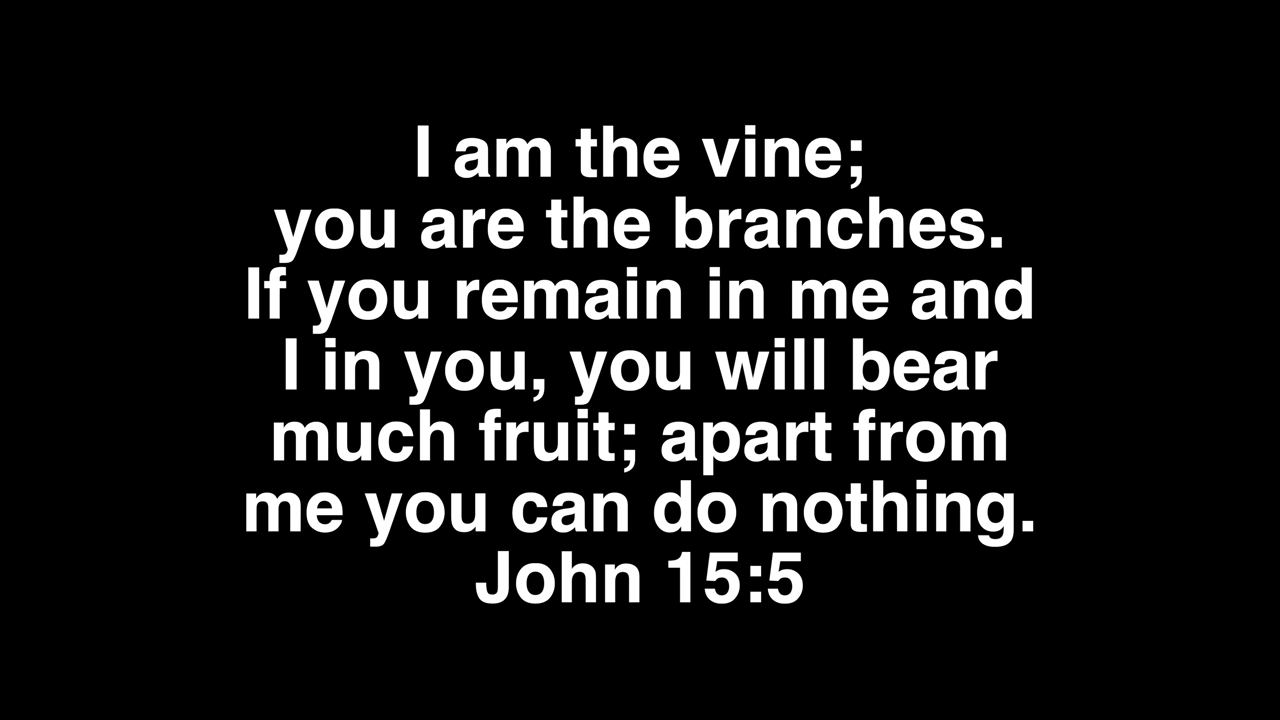 I am the vine;
you are the branches.
If you remain in me and
I in you, you will bear
much fruit; apart from
me you can do nothing.
John 15:5